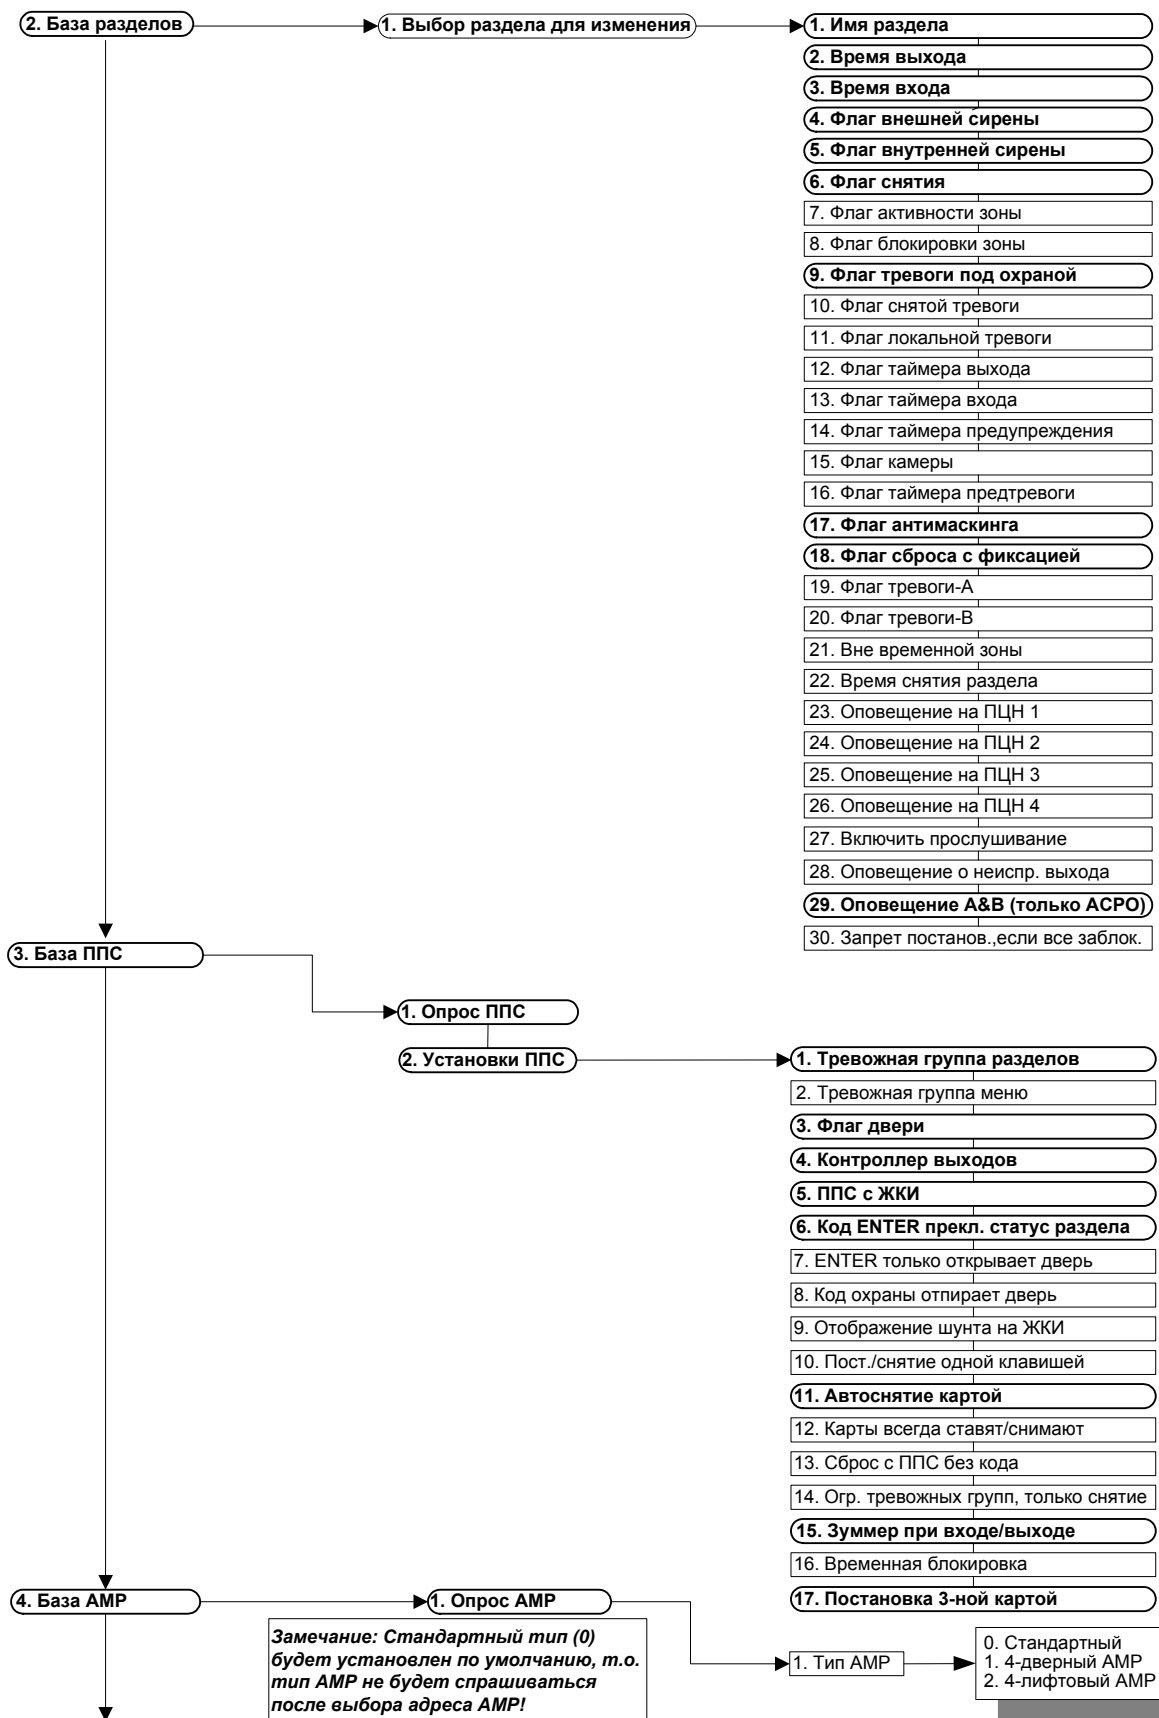 2. База разделов
1. Выбор раздела для изменения
1. Имя раздела
2. Время выхода
3. Время входа
4. Флаг внешней сирены
5. Флаг внутренней сирены
6. Флаг снятия
7. Флаг активности зоны
8. Флаг блокировки зоны
9. Флаг тревоги под охраной
10. Флаг снятой тревоги
11. Флаг локальной тревоги
12. Флаг таймера выхода
13. Флаг таймера входа
14. Флаг таймера предупреждения
15. Флаг камеры
16. Флаг таймера предтревоги
17. Флаг антимаскинга
18. Флаг сброса с фиксацией
19. Флаг тревоги-А
20. Флаг тревоги-В
21. Вне временной зоны
22. Время снятия раздела
23. Оповещение на ПЦН 1
24. Оповещение на ПЦН 2
25. Оповещение на ПЦН 3
26. Оповещение на ПЦН 4
27. Включить прослушивание
28. Оповещение о неиспр. выхода
29. Оповещение A&B (только ACPO)
30. Запрет постанов.,если все заблок.
3. База ППС
1. Опрос ППС
2. Установки ППС
1. Тревожная группа разделов
2. Тревожная группа меню
3. Флаг двери
4. Контроллер выходов
5. ППС с ЖКИ
6. Код ENTER прекл. статус раздела
7. ENTER только открывает дверь
8. Код охраны отпирает дверь
9. Отображение шунта на ЖКИ
10. Пост./снятие одной клавишей
11. Автоснятие картой
12. Карты всегда ставят/снимают
13. Сброс с ППС без кода
14. Огр. тревожных групп, только снятие
15. Зуммер при входе/выходе
16. Временная блокировка
17. Постановка 3-ной картой
4. База АМР
1. Опрос АМР
Замечание: Стандартный тип (0)
будет установлен по умолчанию, т.о.
тип АМР не будет спрашиваться
после выбора адреса АМР!
1. Тип АМР
0. Стандартный
1. 4-дверный АМР
2. 4-лифтовый АМР